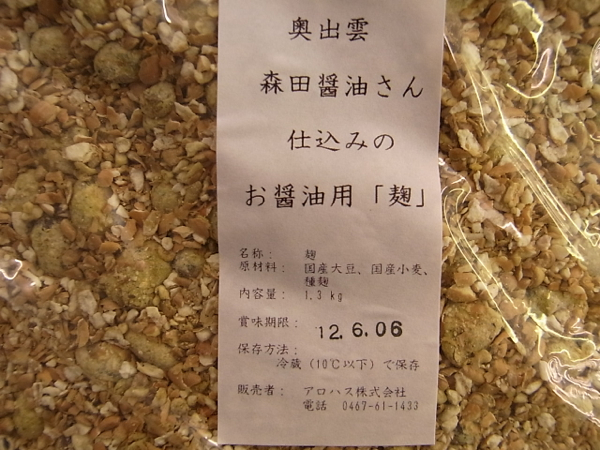 奥出雲
森田醤油さん
仕込みの
お醤油用「麹」
名称： 麹
原材料： 国産大豆、国産小麦、
種麹
内容量： 1.3 kg
賞味期限： 12.6.06
保存方法：
冷蔵（10℃以下）で保存
販売者： アロハス株式会社
電話 0467-61-1433